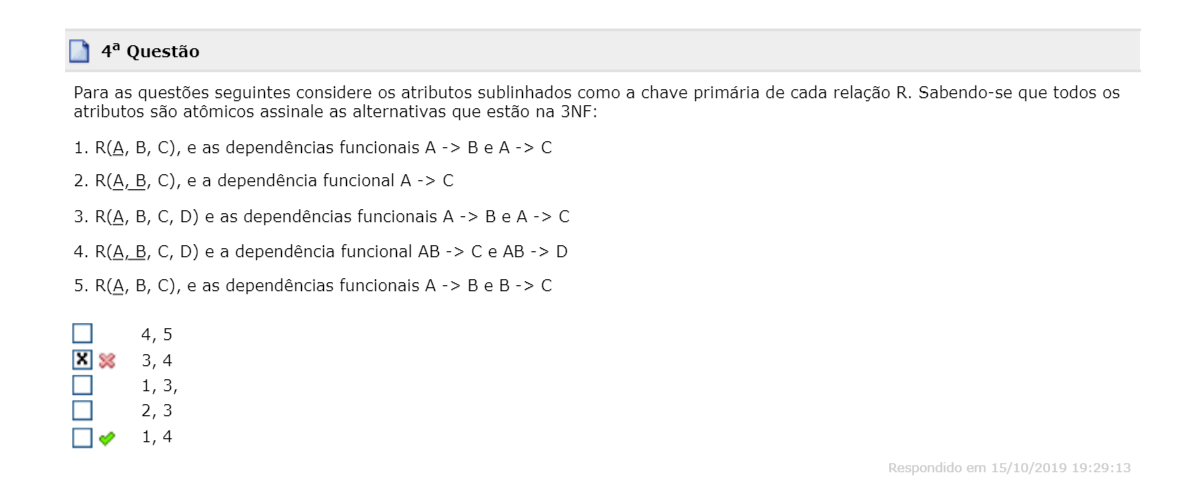 4ª Questão
Para as questões seguintes considere os atributos sublinhados como a chave primária de cada relação R. Sabendo-se que todos os
atributos são atômicos assinale as alternativas que estão na 3NF:
1. R(A, B, C), e as dependências funcionais A -> B e A -> C
2. R(A, B, C), e a dependência funcional A -> C
3. R(A, B, C, D) e as dependências funcionais A -> B e A -> C
4. R(A, B, C, D) e a dependência funcional AB -> C e AB -> D
5. R(A, B, C), e as dependências funcionais A -> B e B -> C
4, 5
3, 4
1, 3,
2, 3
1, 4
Respondido em 15/10/2019 19:29:13